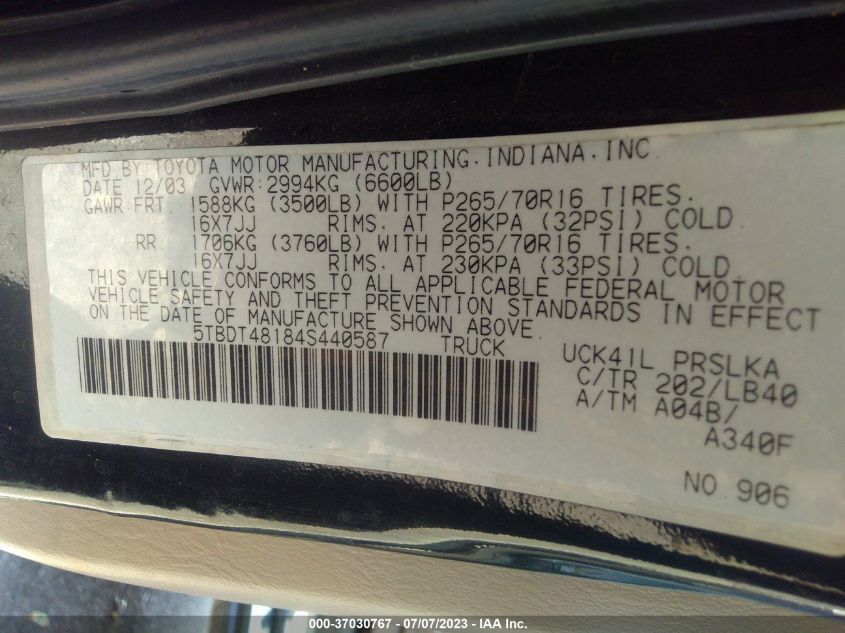 MFD.BY:TOYOTA MOTOR MANUFACTURING.INDIANA.INC.
DATE 12/03 GVWR:2994KG (6600LB)
GAWR:FRT. 1588KG (3500LB) WITH P265/70R16 TIRES.
16X7JJ RIMS. AT 220KPA (32PSI) COLD.
RR. 1706KG (3760LB) WITH P265/70R16 TIRES.
16X7JJ RIMS. AT 230KPA (33PSI) COLD.
THIS VEHICLE CONFORMS TO ALL APPLICABLE FEDERAL MOTOR
VEHICLE SAFETY AND THEFT PREVENTION STANDARDS IN EFFECT
ON THE DATE OF MANUFACTURE SHOWN ABOVE.
5TBDT48184S440587 TRUCK
UCK41L PRSLKA
C/TR 202/LB40
A/TM A04B/
A340F
NO 906
000-37030767 - 07/07/2023 - IAA Inc.